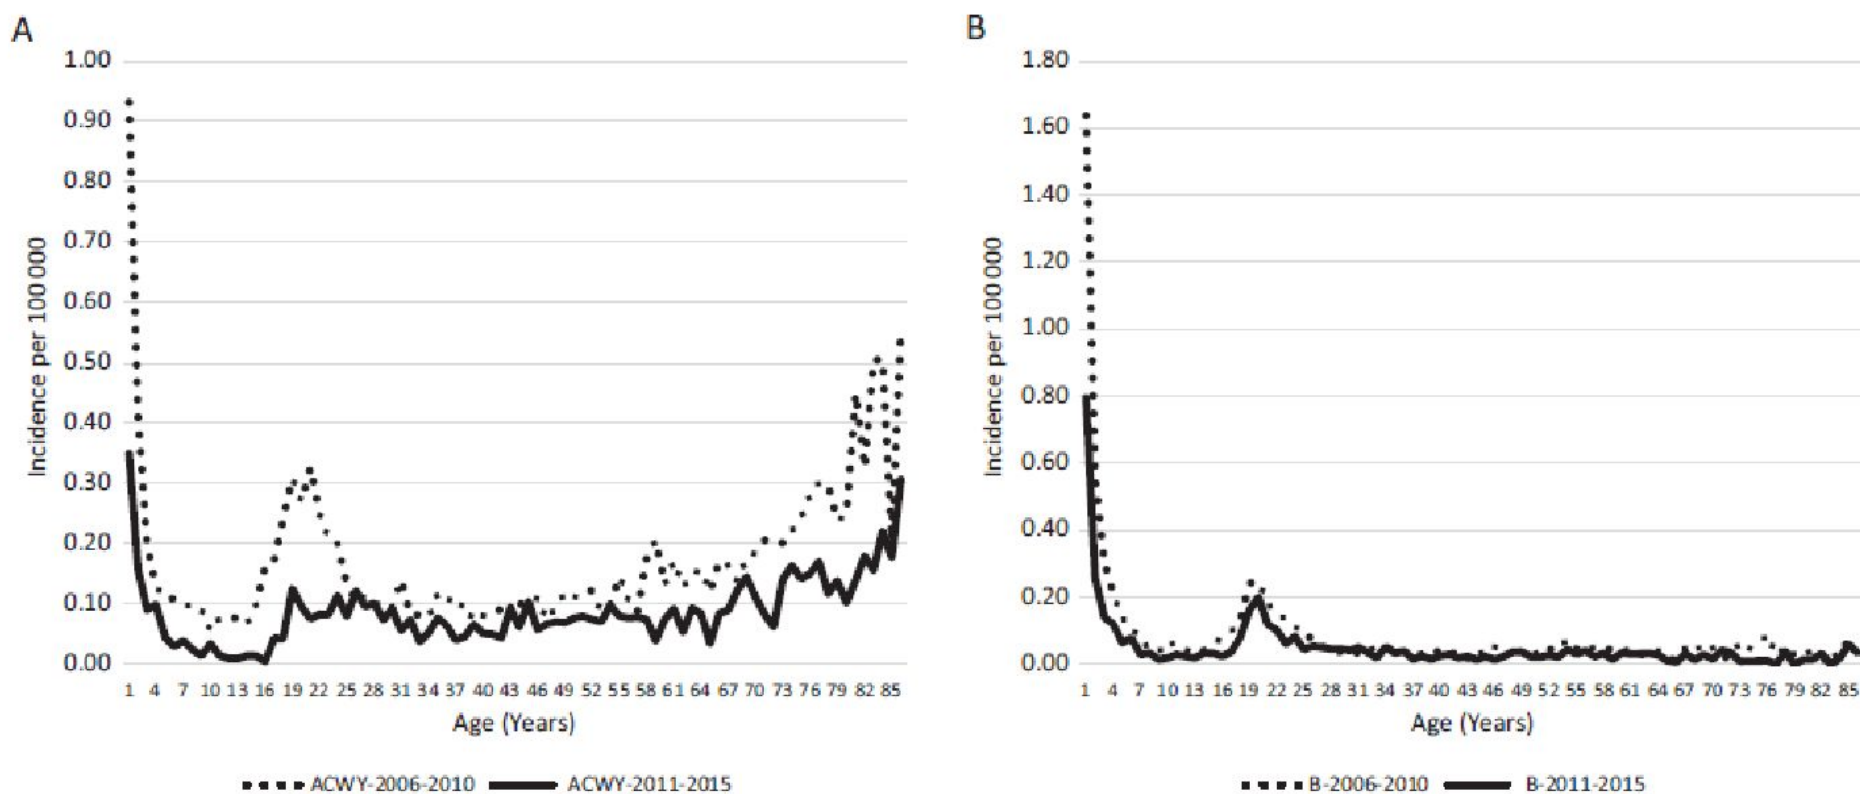 A
1.00
0.90
0.80
0.70
0.60
0.50
0.40
0.30
0.20
0.10
0.00
Incidence per 100 000
1 4 7 10 13 16 19 22 25 28 31 34 37 40 43 46 49 52 55 58 61 64 67 70 73 76 79 82 85
Age (Years)
ACWY-2006-2010 ACWY-2011-2015
B
1.80
1.60
1.40
1.20
1.00
0.80
0.60
0.40
0.20
0.00
Incidence per 100 000
1 4 7 10 13 16 19 22 25 28 31 34 37 40 43 46 49 52 55 58 61 64 67 70 73 76 79 82 85
Age (Years)
B-2006-2010 B-2011-2015